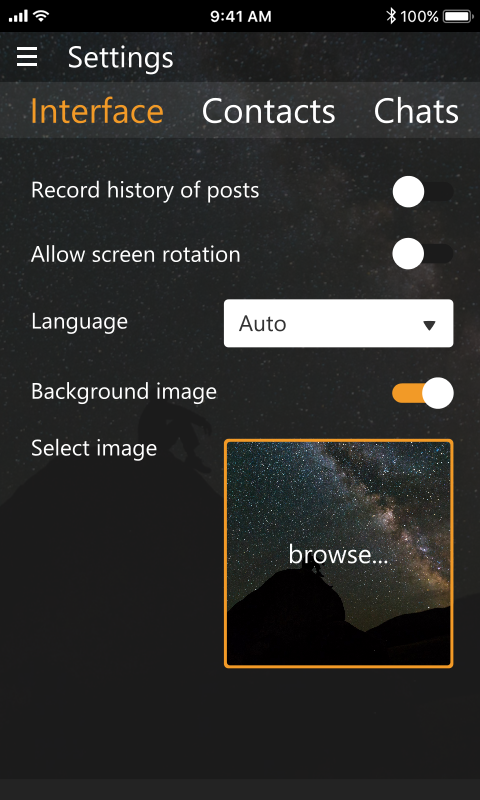 9:41 AM
100%
Settings
Interface Contacts Chats
Record history of posts
Allow screen rotation
Language
Auto
Background image
Select image
browse...